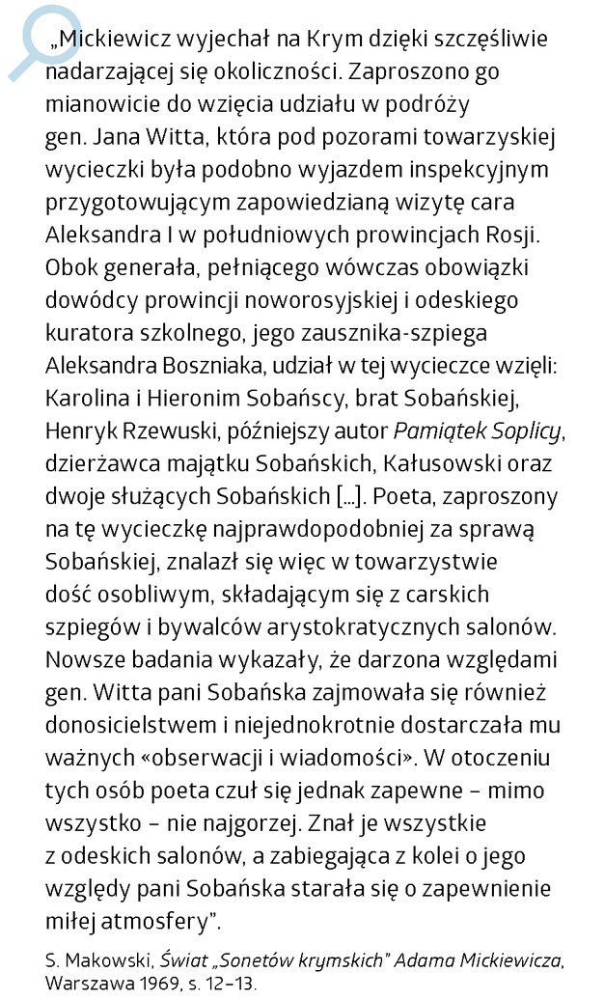 „Mickiewicz wyjechał na Krym dzięki szczęśliwie
nadarzającej się okoliczności. Zaproszono go
mianowicie do wzięcia udziału w podróży
gen. Jana Witta, która pod pozorami towarzyskiej
wycieczki była podobno wyjazdem inspekcyjnym
przygotowującym zapowiedzianą wizytę cara
Aleksandra I w południowych prowincjach Rosji.
Obok generała, pełniącego wówczas obowiązki
dowódcy prowincji noworosyjskiej i odeskiego
kuratora szkolnego, jego zausznika-szpiega
Aleksandra Boszniaka, udział w tej wycieczce wzięli:
Karolina i Hieronim Sobańscy, brat Sobańskiej,
Henryk Rzewuski, późniejszy autor Pamiątek Soplicy,
dzierżawca majątku Sobańskich, Kałusowski oraz
dwoje służących Sobańskich [...]. Poeta, zaproszony
na tę wycieczkę najprawdopodobniej za sprawą
Sobańskiej, znalazł się więc w towarzystwie
dość osobliwym, składającym się z carskich
szpiegów i bywalców arystokratycznych salonów.
Nowsze badania wykazały, że darzona względami
gen. Witta pani Sobańska zajmowała się również
donosicielstwem i niejednokrotnie dostarczała mu
ważnych «obserwacji i wiadomości». W otoczeniu
tych osób poeta czuł się jednak zapewne – mimo
wszystko – nie najgorzej. Znał je wszystkie
z odeskich salonów, a zabiegająca z kolei o jego
względy pani Sobańska starała się o zapewnienie
miłej atmosfery”.
S. Makowski, Świat „Sonetów krymskich” Adama Mickiewicza,
Warszawa 1969, s. 12–13.